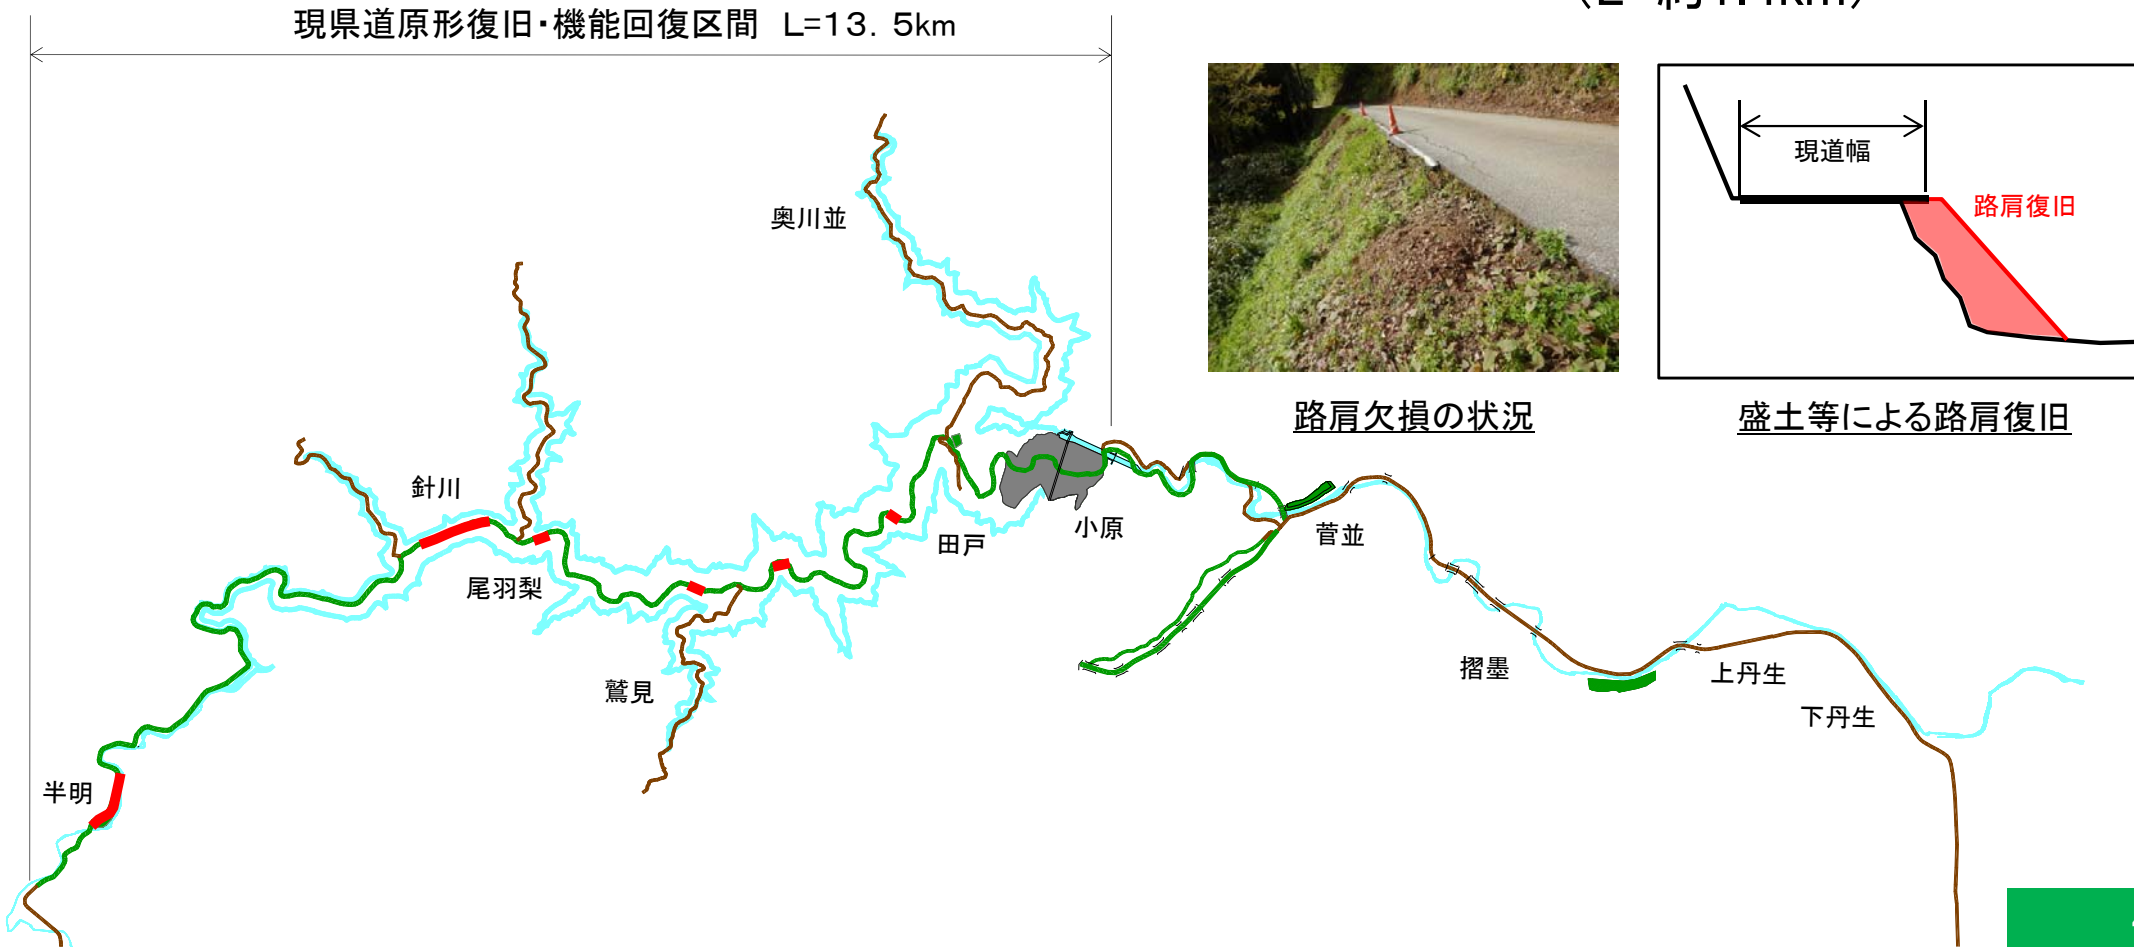 現県道原形復旧・機能回復区間　L=13．5km
現道幅
路肩復旧
路肩欠損の状況
盛土等による路肩復旧
奥川並
針川
尾羽梨
鷲見
半明
田戸
小原
菅並
摺墨
上丹生
下丹生